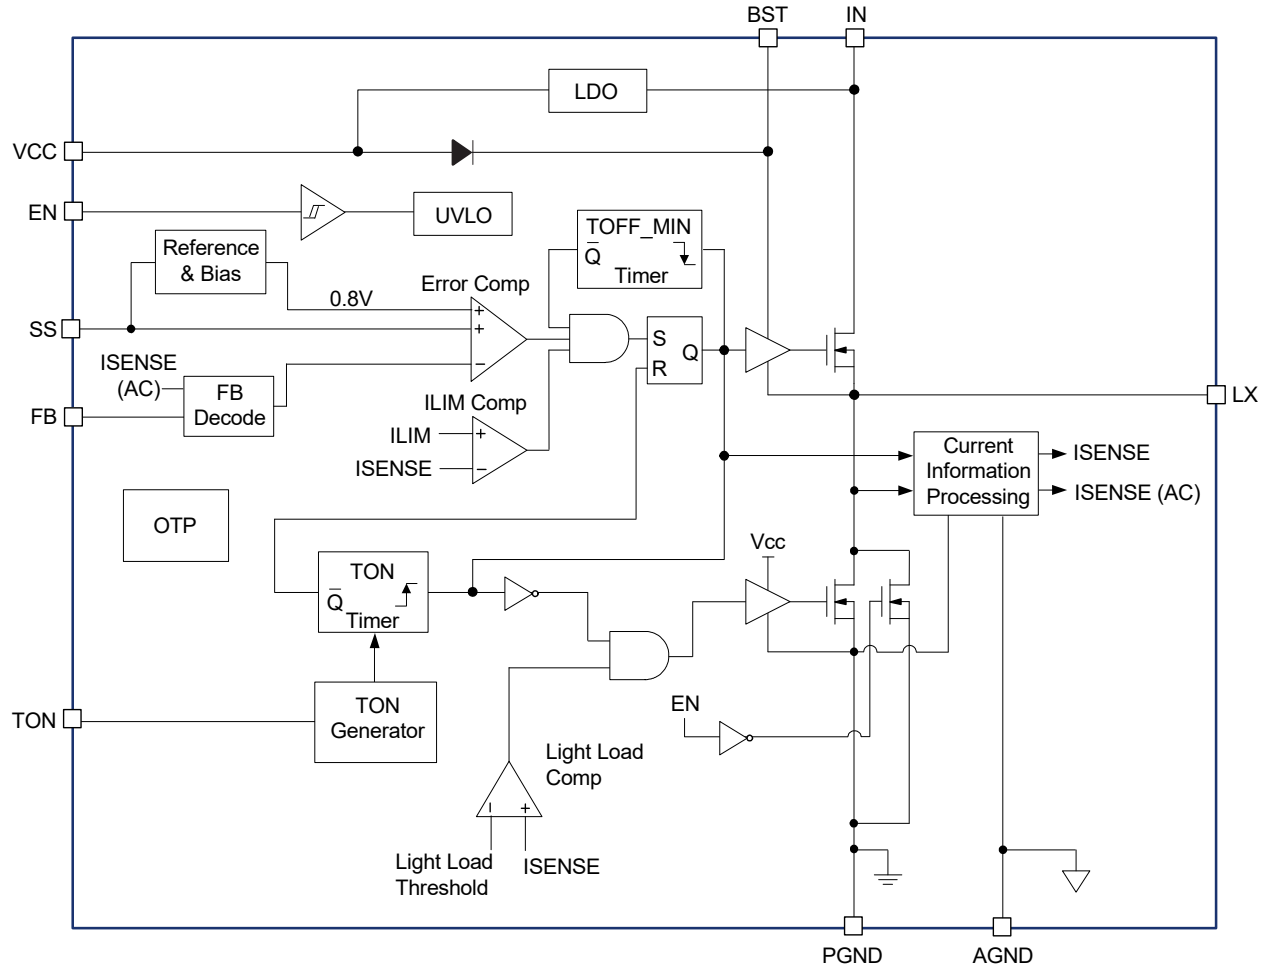 BST
IN
LDO
VCC
EN
UVLO
TOFF_MIN
Q̅
Timer
Reference
& Bias
Error Comp
0.8V
+
SS
+
−
S
Q
R
ISENSE
(AC)
FB
Decode
FB
LX
ILIM Comp
ILIM
+
ISENSE
−
Current
Information
Processing
ISENSE
ISENSE (AC)
OTP
Vcc
TON
Q̅
Timer
TON
TON
Generator
EN
Light Load
Comp
− +
Light Load
Threshold
ISENSE
PGND
AGND